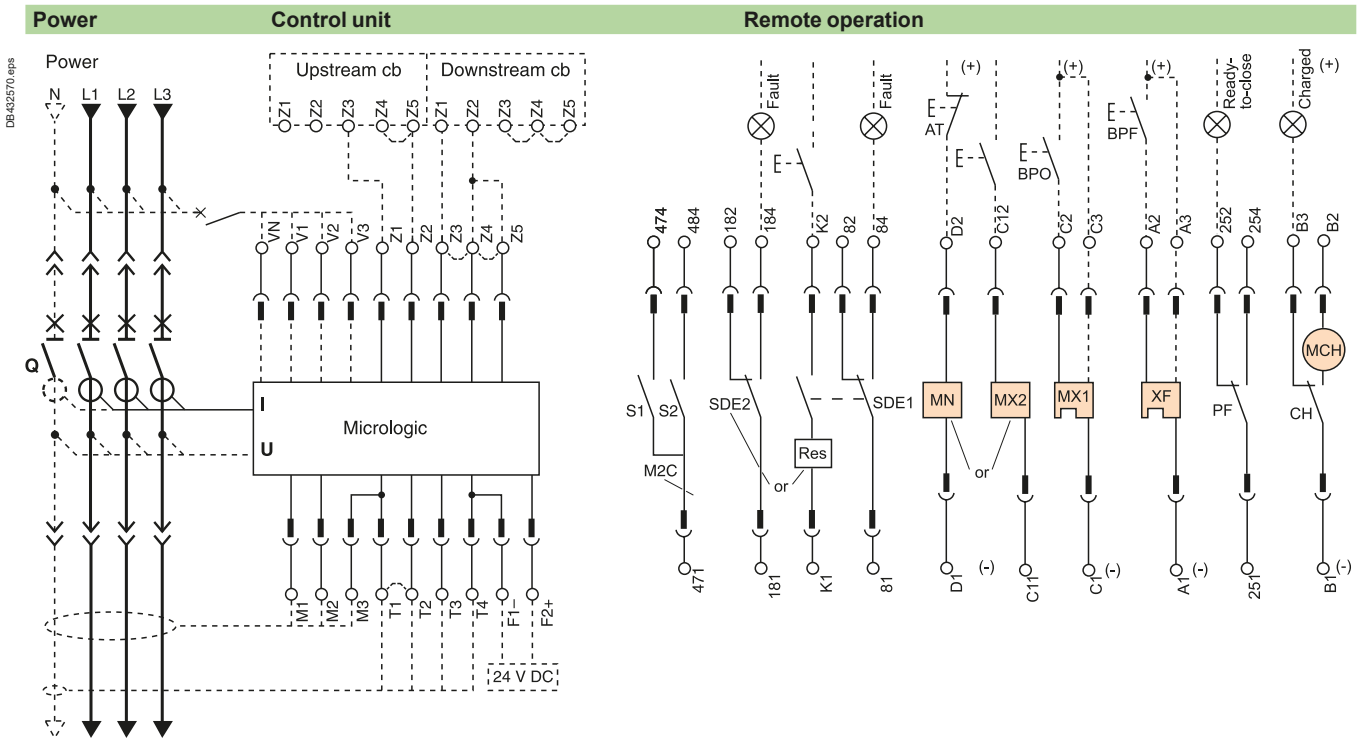 Power Control unit Remote operation
DB432570.eps
Power
N L1 L2 L3
Upstream cb Downstream cb
Z1 Z2 Z3 Z4 Z5 Z1 Z2 Z3 Z4 Z5
VN V1 V2 V3 Z1 Z2 Z3 Z4 Z5
Q
I
U
Micrologic
M1 M2 M3 T1 T2 T3 T4 F1– F2+
24 V DC
Fault Fault (+) (+) (+) Ready-to-close Charged (+)
AT BPO BPF
474 484 182 184 K2 82 84 D2 C12 C2 C3 A2 A3 252 254 B3 B2
MCH
S1 S2 SDE2 SDE1 MN MX2 MX1 XF PF CH
Res
M2C or or
471 181 K1 81 D1 (-) C11 C1 (-) A1 (-) 251 B1 (-)